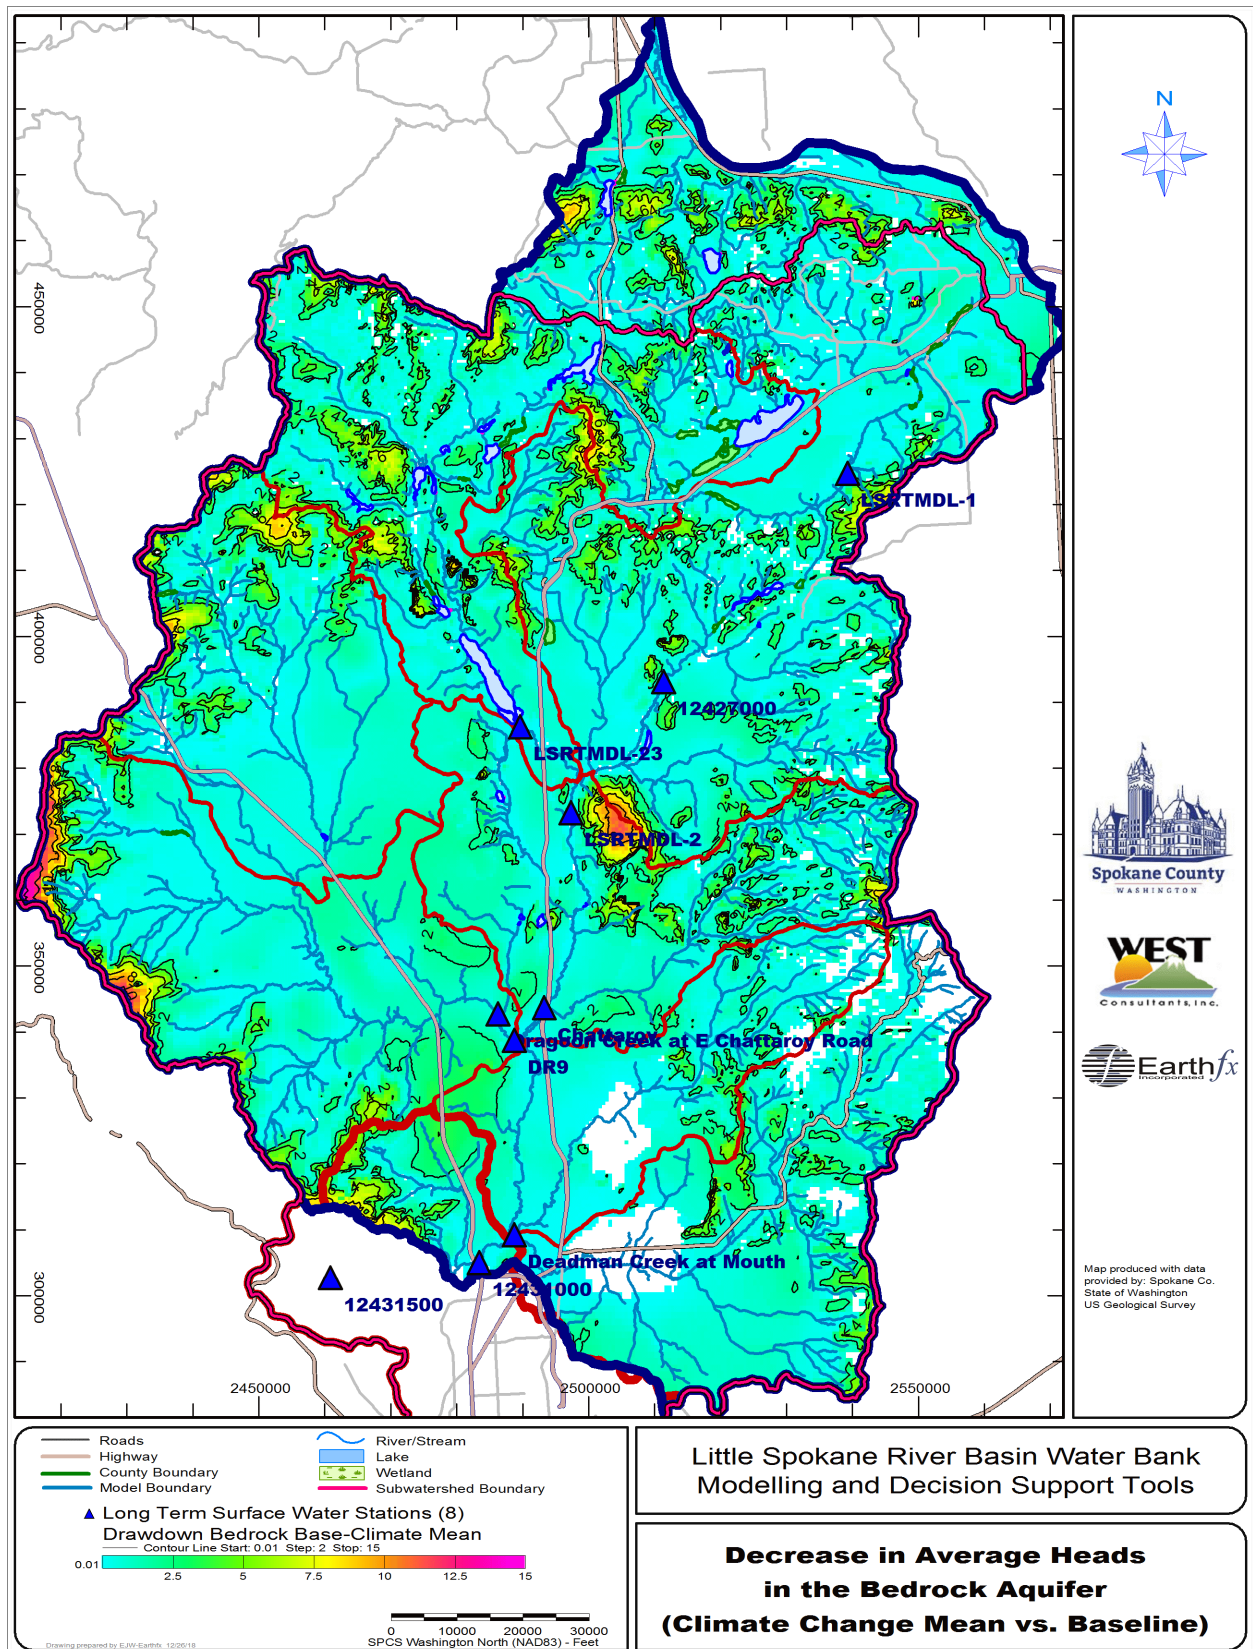 N
450000
400000
350000
300000
2450000
2500000
2550000
LSRTMDL-1
12427000
LSRTMDL-23
LSRTMDL-2
Chattaroy
ragoon Creek at E Chattaroy Road
DR9
Deadman Creek at Mouth
12431000
12431500
Spokane County
WASHINGTON
WEST
Consultants, Inc.
Earthfx
Incorporated
Map produced with data
provided by: Spokane Co.
State of Washington
US Geological Survey
Roads
Highway
County Boundary
Model Boundary
River/Stream
Lake
Wetland
Subwatershed Boundary
Long Term Surface Water Stations (8)
Drawdown Bedrock Base-Climate Mean
Contour Line Start: 0.01 Step: 2 Stop: 15
0.01
2.5 5 7.5 10 12.5 15
0 10000 20000 30000
SPCS Washington North (NAD83) - Feet
Drawing prepared by EJW-Earthfx 12/26/18
Little Spokane River Basin Water Bank
Modelling and Decision Support Tools
Decrease in Average Heads
in the Bedrock Aquifer
(Climate Change Mean vs. Baseline)